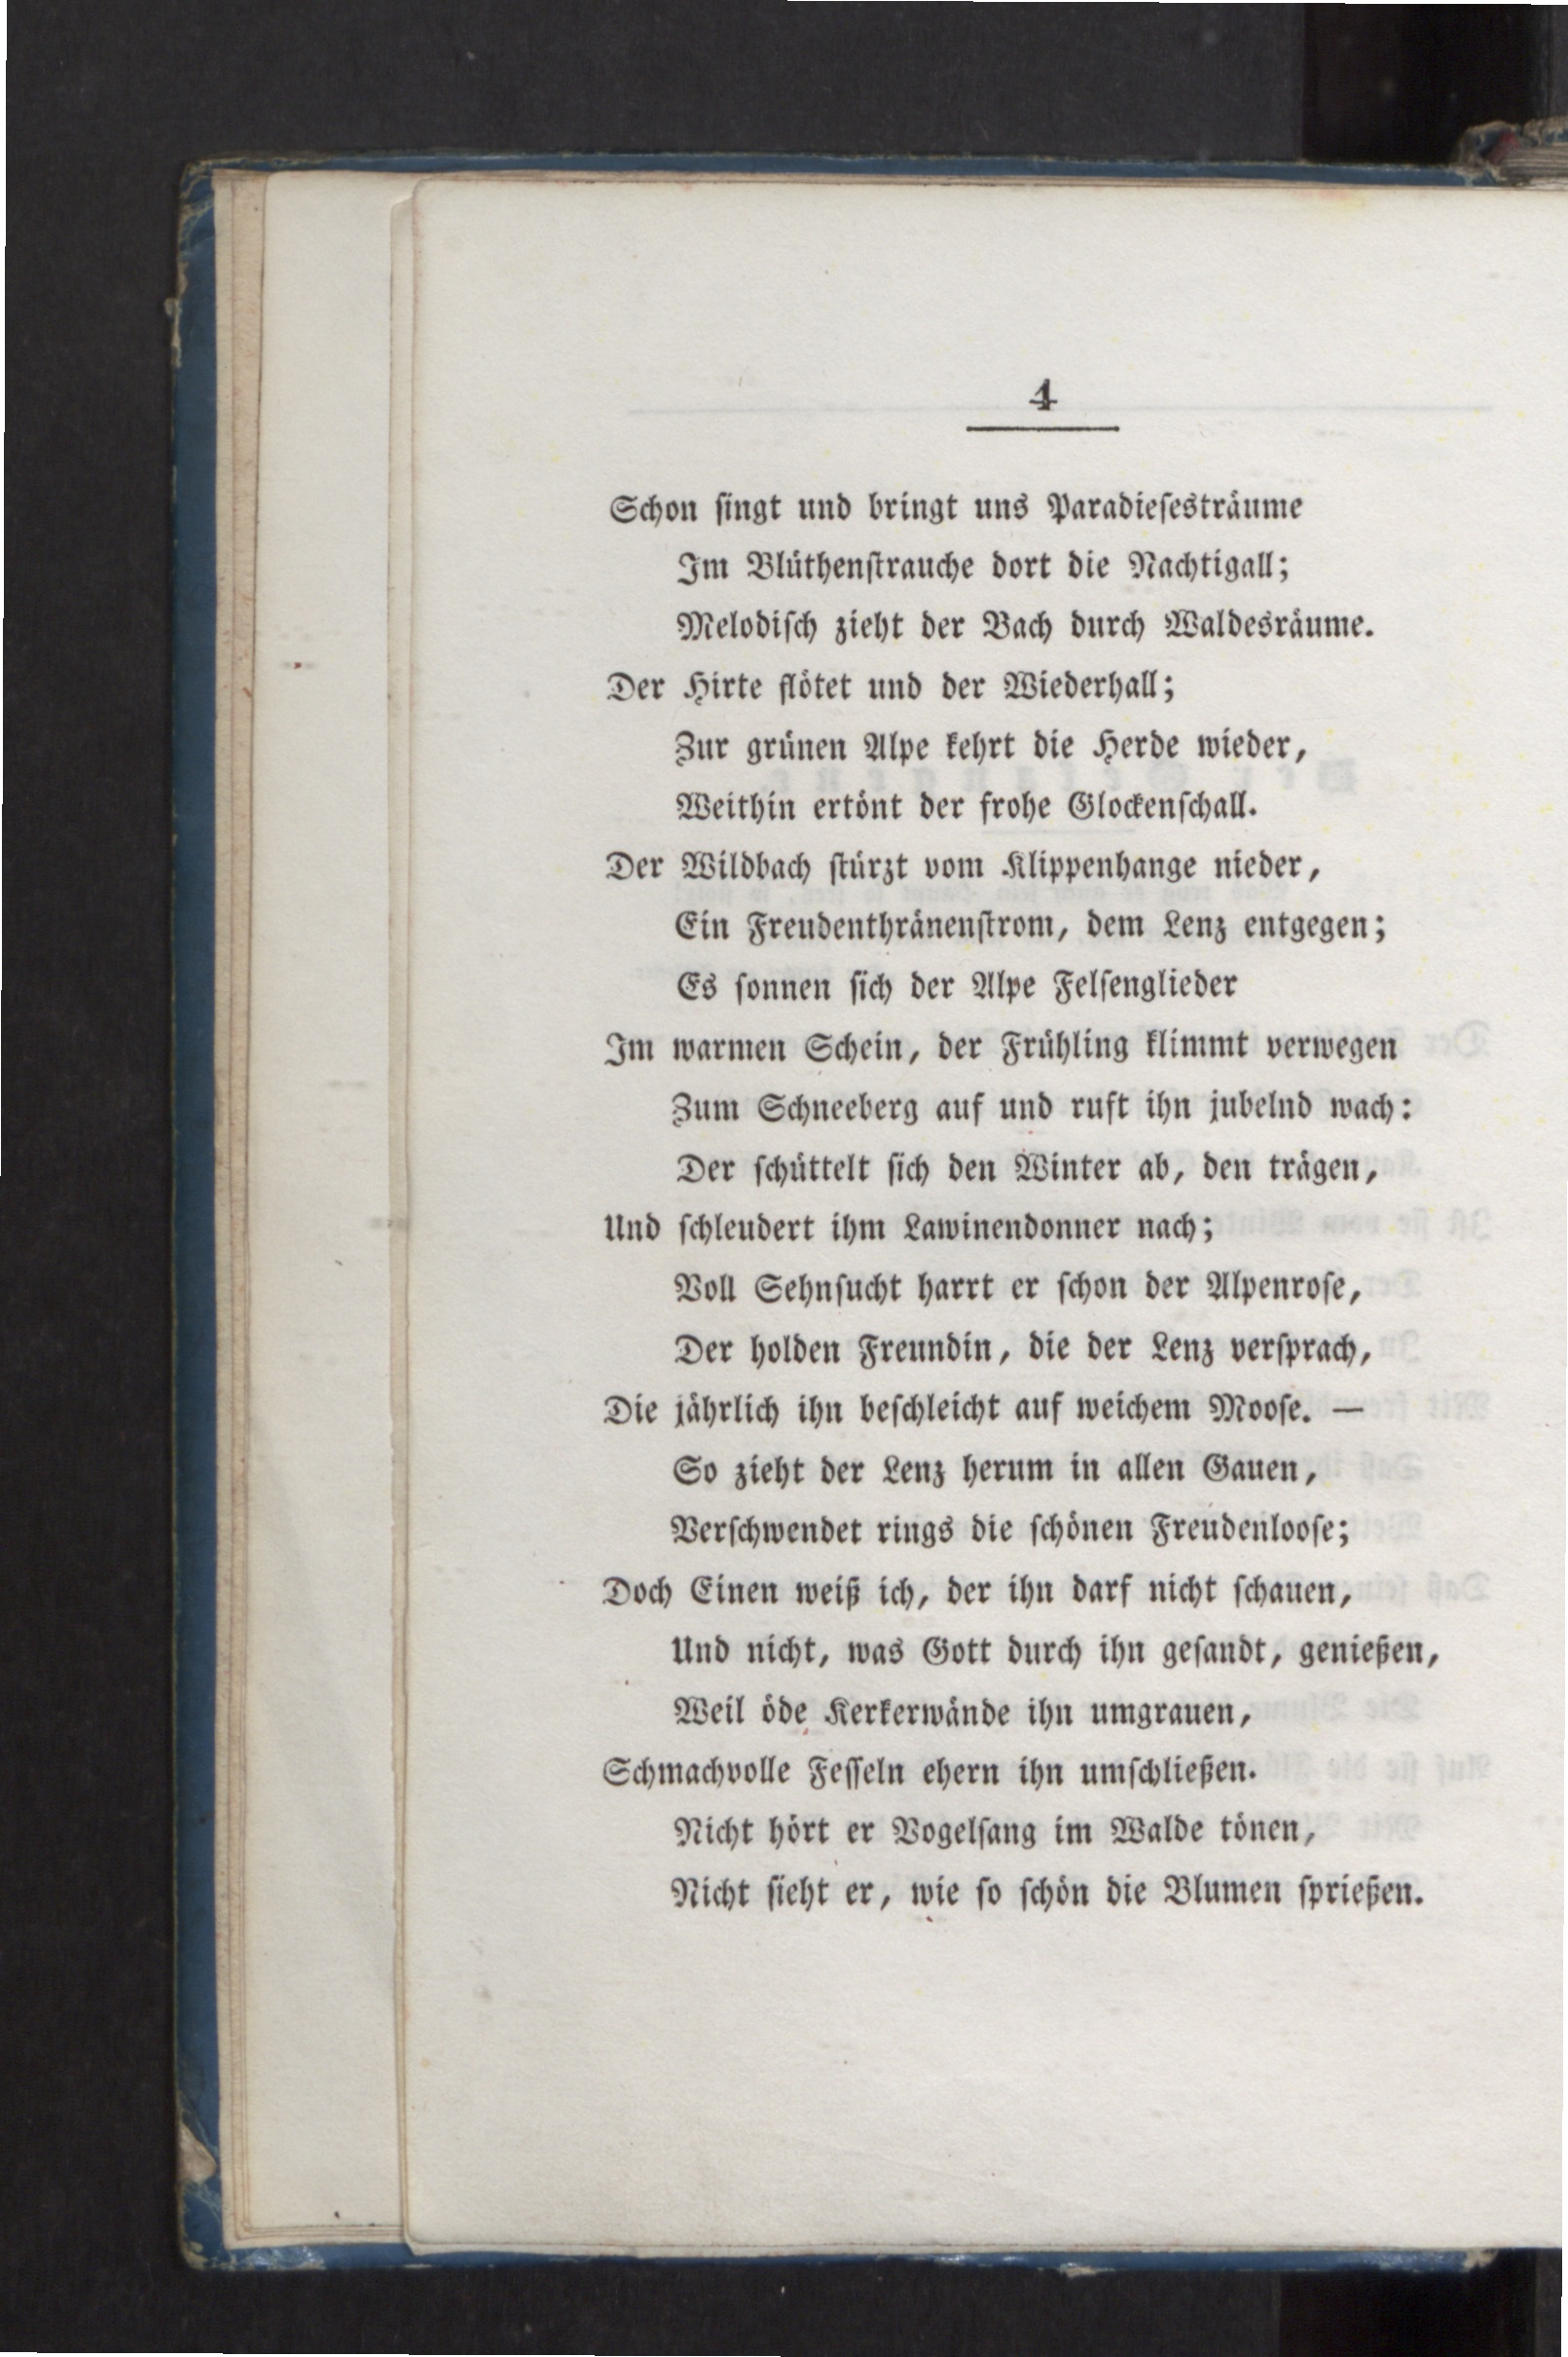 4
Schon singt und bringt uns Paradiesesträume
Im Blüthenstrauche dort die Nachtigall;
Melodisch zieht der Bach durch Waldesräume.
Der Hirte flötet und der Wiederhall;
Zur grünen Alpe kehrt die Herde wieder,
Weithin ertönt der frohe Glockenschall.
Der Wildbach stürzt vom Klippenhange nieder,
Ein Freudenthränenstrom, dem Lenz entgegen;
Es sonnen sich der Alpe Felsenglieder
Im warmen Schein, der Frühling klimmt verwegen
Zum Schneeberg auf und ruft ihn jubelnd wach:
Der schüttelt sich den Winter ab, den trägen,
Und schleudert ihm Lawinendonner nach;
Voll Sehnsucht harrt er schon der Alpenrose,
Der holden Freundin, die der Lenz versprach,
Die jährlich ihn beschleicht auf weichem Moose. —
So zieht der Lenz herum in allen Gauen,
Verschwendet rings die schönen Freudenloose;
Doch Einen weiß ich, der ihn darf nicht schauen,
Und nicht, was Gott durch ihn gesandt, genießen,
Weil öde Kerkerwände ihn umgrauen,
Schmachvolle Fesseln ehern ihn umschließen.
Nicht hört er Vogelsang im Walde tönen,
Nicht sieht er, wie so schön die Blumen sprießen.